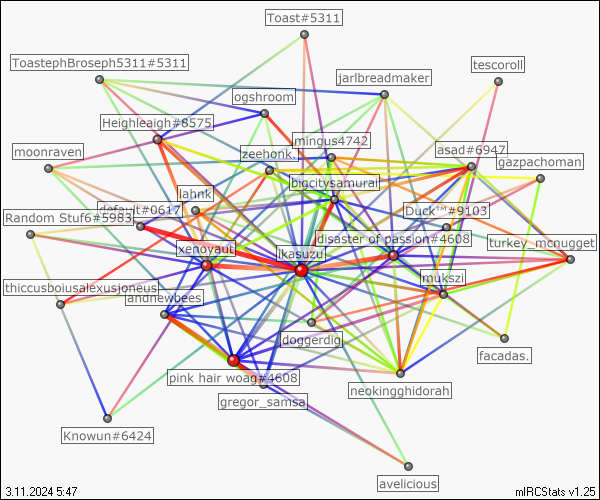 Toast#5311
ToastephBroseph5311#5311
tescoroll
jarlbreadmaker
ogshroom
Heighleaigh#8575
mingus4742
asad#6947
moonraven
zeehonk,
gazpachoman
bigcitysamurai
lahnk
default#0617
Duck™#9103
Random Stuf6#5983
disaster of passion#4608
xenovaut
jkasuzu
turkey_mcnugget
mukszi
thiccusboiusalexusjoneus
andnewbees
doggerdig
facadas.
pink hair woag#4608
neokingghidorah
gregor_samsa
Knowun#6424
avelicious
3.11.2024 5:47
mIRCStats v1.25